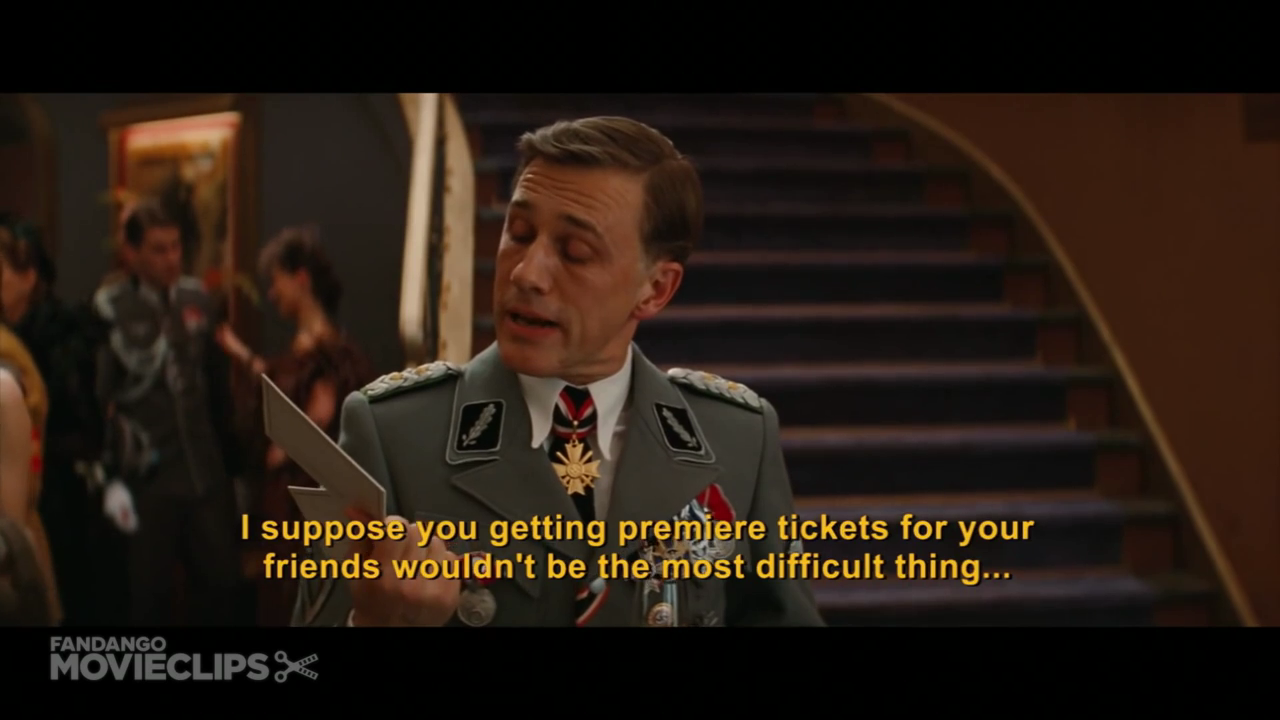 I suppose you getting premiere tickets for your
friends wouldn't be the most difficult thing...
FANDANGO
MOVIECLIPS